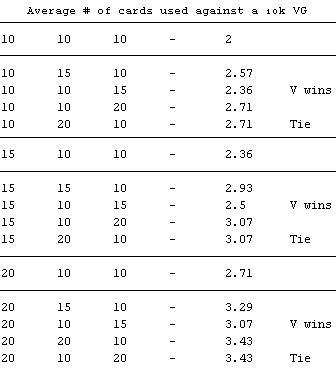 Average # of cards used against a 10k VG
10 10 10 - 2
10 15 10 - 2.57
10 10 15 - 2.36 V wins
10 10 20 - 2.71
10 20 10 - 2.71 Tie
15 10 10 - 2.36
15 15 10 - 2.93
15 10 15 - 2.5 V wins
15 10 20 - 3.07
15 20 10 - 3.07 Tie
20 10 10 - 2.71
20 15 10 - 3.29
20 10 15 - 3.07 V wins
20 20 10 - 3.43
20 10 20 - 3.43 Tie